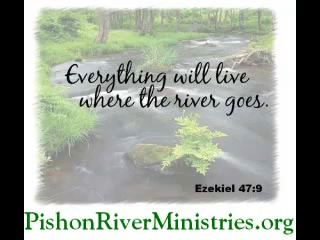 Everything will live
where the river goes.
Ezekiel 47:9
PishonRiverMinistries.org